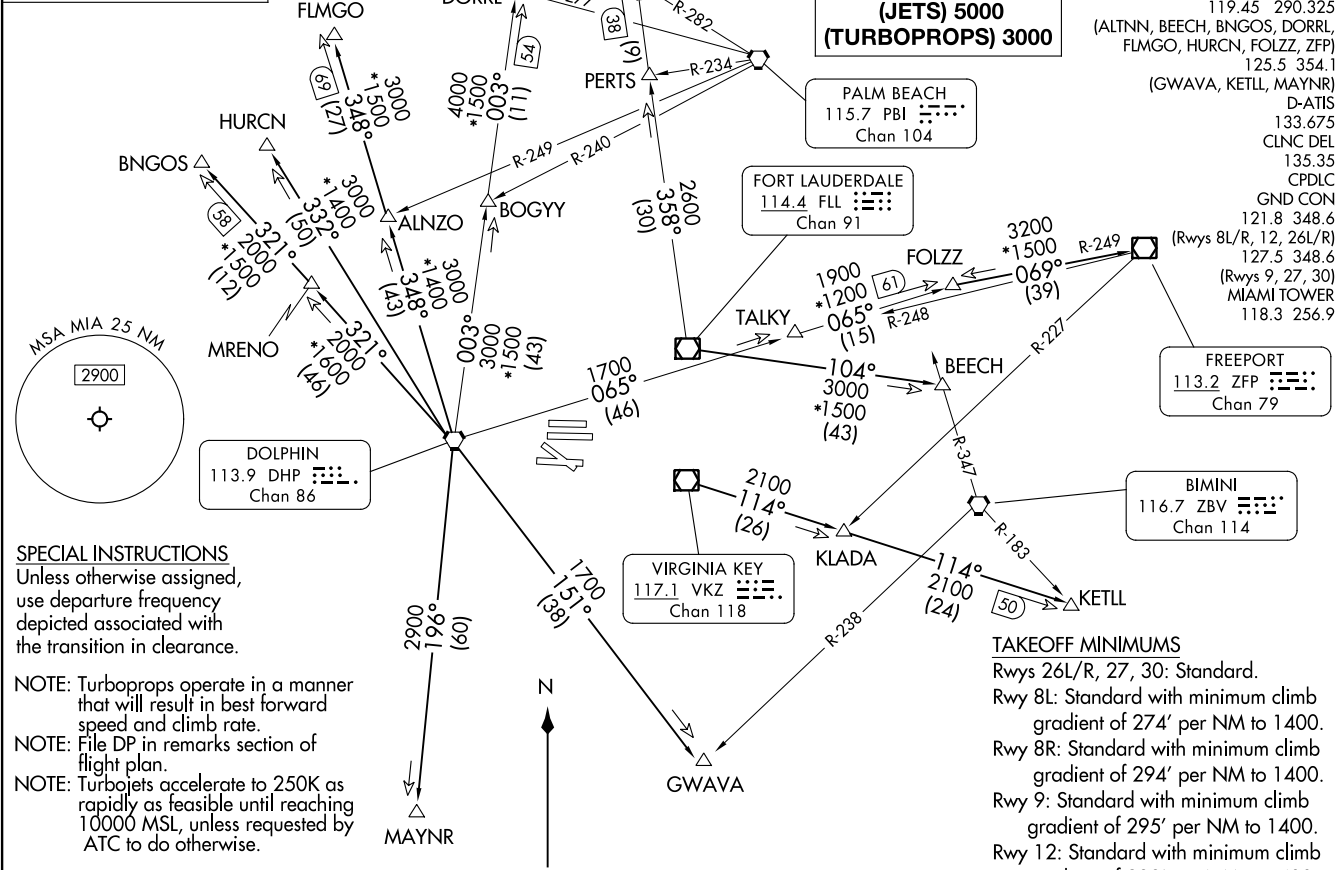 FLMGO
DORRL
R-282
38
(9)
(JETS) 5000
(TURBOPROPS) 3000
119.45 290.325
(ALTNN, BEECH, BNGOS, DORRL,
FLMGO, HURCN, FOLZZ, ZFP)
125.5 354.1
(GWAVA, KETLL, MAYNR)
D-ATIS
133.675
CLNC DEL
135.35
CPDLC
GND CON
121.8 348.6
(Rwys 8L/R, 12, 26L/R)
127.5 348.6
(Rwys 9, 27, 30)
MIAMI TOWER
118.3 256.9
69
3000
*1500
348°
(27)
4000
*1500
003°
(11)
54
PERTS
R-234
PALM BEACH
115.7 PBI
Chan 104
HURCN
BNGOS
R-249
R-240
3000
*1400
332°
(50)
ALNZO
BOGYY
2600
358°
(30)
FORT LAUDERDALE
114.4 FLL
Chan 91
58
321°
2000
*1500
(12)
3000
*1400
348°
(43)
003°
3000
*1500
(43)
FOLZZ
3200
*1500
069°
(39)
R-249
1900
*1200
61
065°
(15)
R-248
TALKY
R-227
MSA MIA 25 NM
2900
MRENO
321°
2000
*1600
(46)
1700
065°
(46)
104°
3000
*1500
(43)
BEECH
FREEPORT
113.2 ZFP
Chan 79
DOLPHIN
113.9 DHP
Chan 86
R-347
2100
114°
(26)
KLADA
BIMINI
116.7 ZBV
Chan 114
R-183
VIRGINIA KEY
117.1 VKZ
Chan 118
114°
2100
(24)
50
KETLL
R-238
1700
151°
(38)
2900
196°
(60)
GWAVA
MAYNR
N
SPECIAL INSTRUCTIONS
Unless otherwise assigned,
use departure frequency
depicted associated with
the transition in clearance.
NOTE: Turboprops operate in a manner
that will result in best forward
speed and climb rate.
NOTE: File DP in remarks section of
flight plan.
NOTE: Turbojets accelerate to 250K as
rapidly as feasible until reaching
10000 MSL, unless requested by
ATC to do otherwise.
TAKEOFF MINIMUMS
Rwys 26L/R, 27, 30: Standard.
Rwy 8L: Standard with minimum climb
gradient of 274' per NM to 1400.
Rwy 8R: Standard with minimum climb
gradient of 294' per NM to 1400.
Rwy 9: Standard with minimum climb
gradient of 295' per NM to 1400.
Rwy 12: Standard with minimum climb